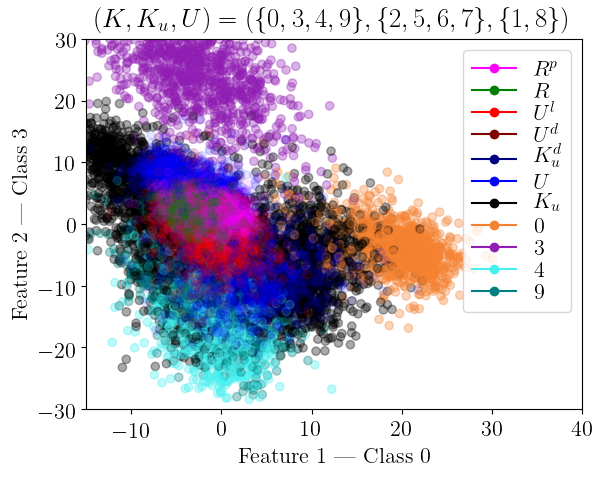 (K, K_u, U) = ({0, 3, 4, 9}, {2, 5, 6, 7}, {1, 8})
30
20
10
0
−10
−20
−30
Feature 2 — Class 3
R^p
R
U^l
U^d
K_u^d
U
K_u
0
3
4
9
−10 0 10 20 30 40
Feature 1 — Class 0